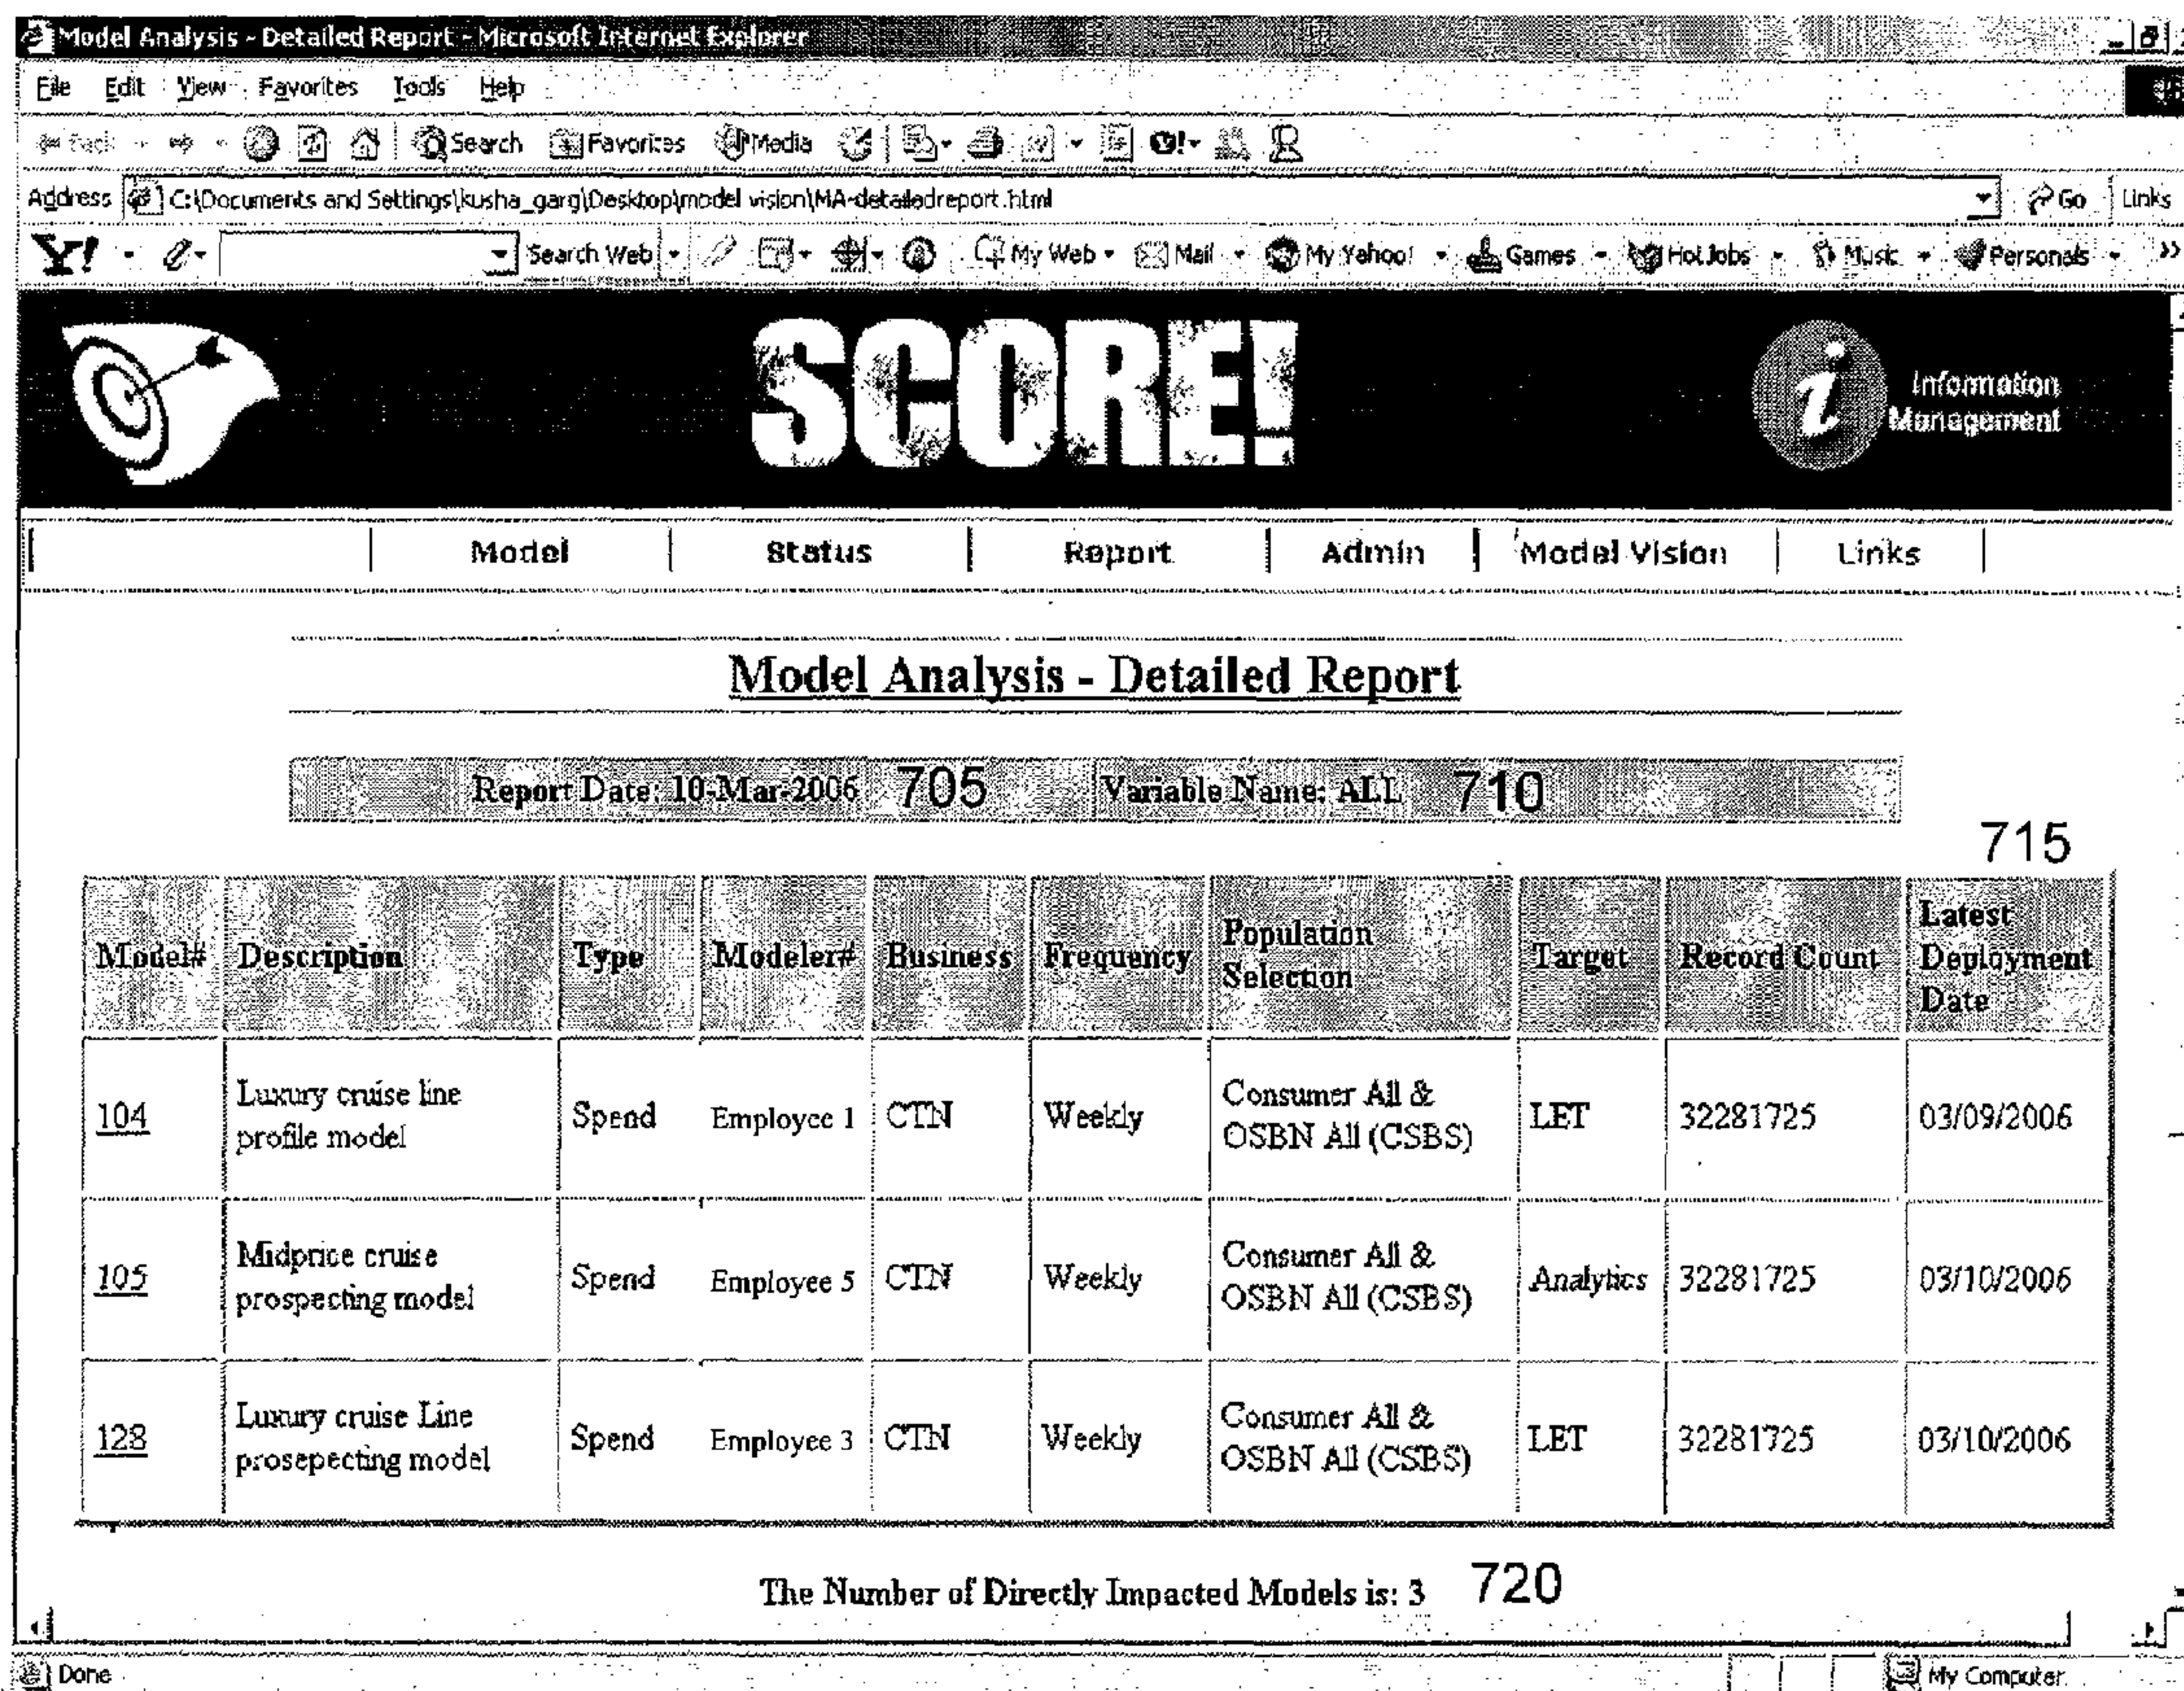 Model Analysis - Detailed Report - Microsoft Internet Explorer
File Edit View Favorites Tools Help
Back Search Favorites Media
Address C:\Documents and Settings\kusha_garg\Desktop\model vision\MA-detailedreport.html Go Links
Y! Search Web My Web Mail My Yahoo! Games HotJobs Music Personals »
SCORE!
i Information
Management
Model Status Report Admin Model Vision Links
Model Analysis - Detailed Report
Report Date: 10-Mar-2006 705 Variable Name: ALL 710
715
Model# Description Type Modeler# Business Frequency Population Selection Target Record Count Latest Deployment Date
104 Luxury cruise line profile model Spend Employee 1 CTN Weekly Consumer All & OSBN All (CSBS) LET 32281725 03/09/2006
105 Midprice cruise prospecting model Spend Employee 5 CTN Weekly Consumer All & OSBN All (CSBS) Analytics 32281725 03/10/2006
128 Luxury cruise Line prosepecting model Spend Employee 3 CTN Weekly Consumer All & OSBN All (CSBS) LET 32281725 03/10/2006
The Number of Directly Impacted Models is: 3 720
Done My Computer